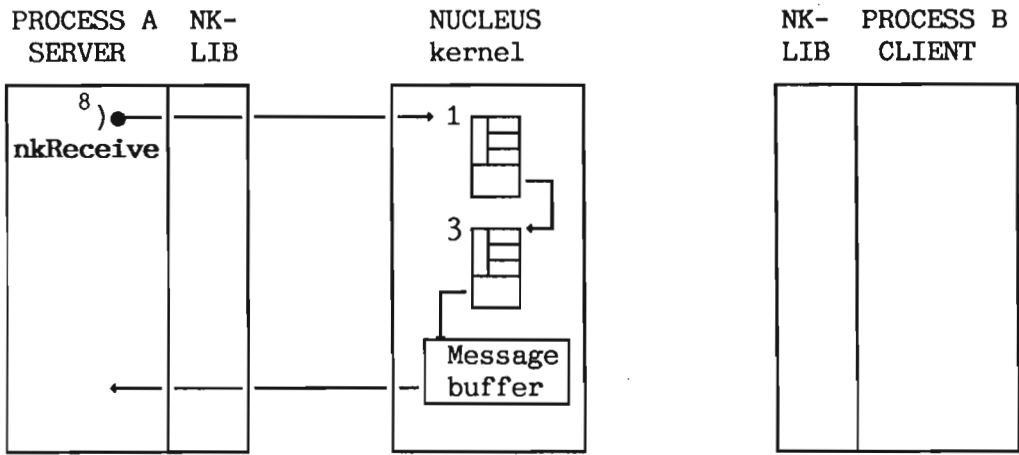 PROCESS A NK- NUCLEUS NK- PROCESS B
SERVER LIB kernel LIB CLIENT
8
1
nkReceive
3
Message
buffer